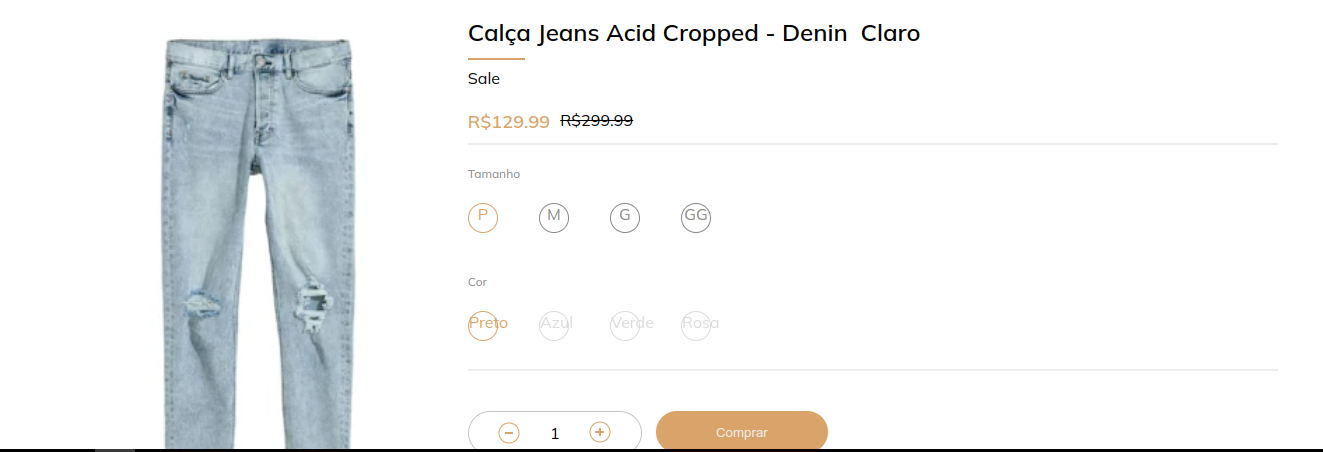 Calça Jeans Acid Cropped - Denin  Claro
Sale
R$129.99 R$299.99
Tamanho
P M G GG
Cor
Preto Azul Verde Rosa
1 Comprar